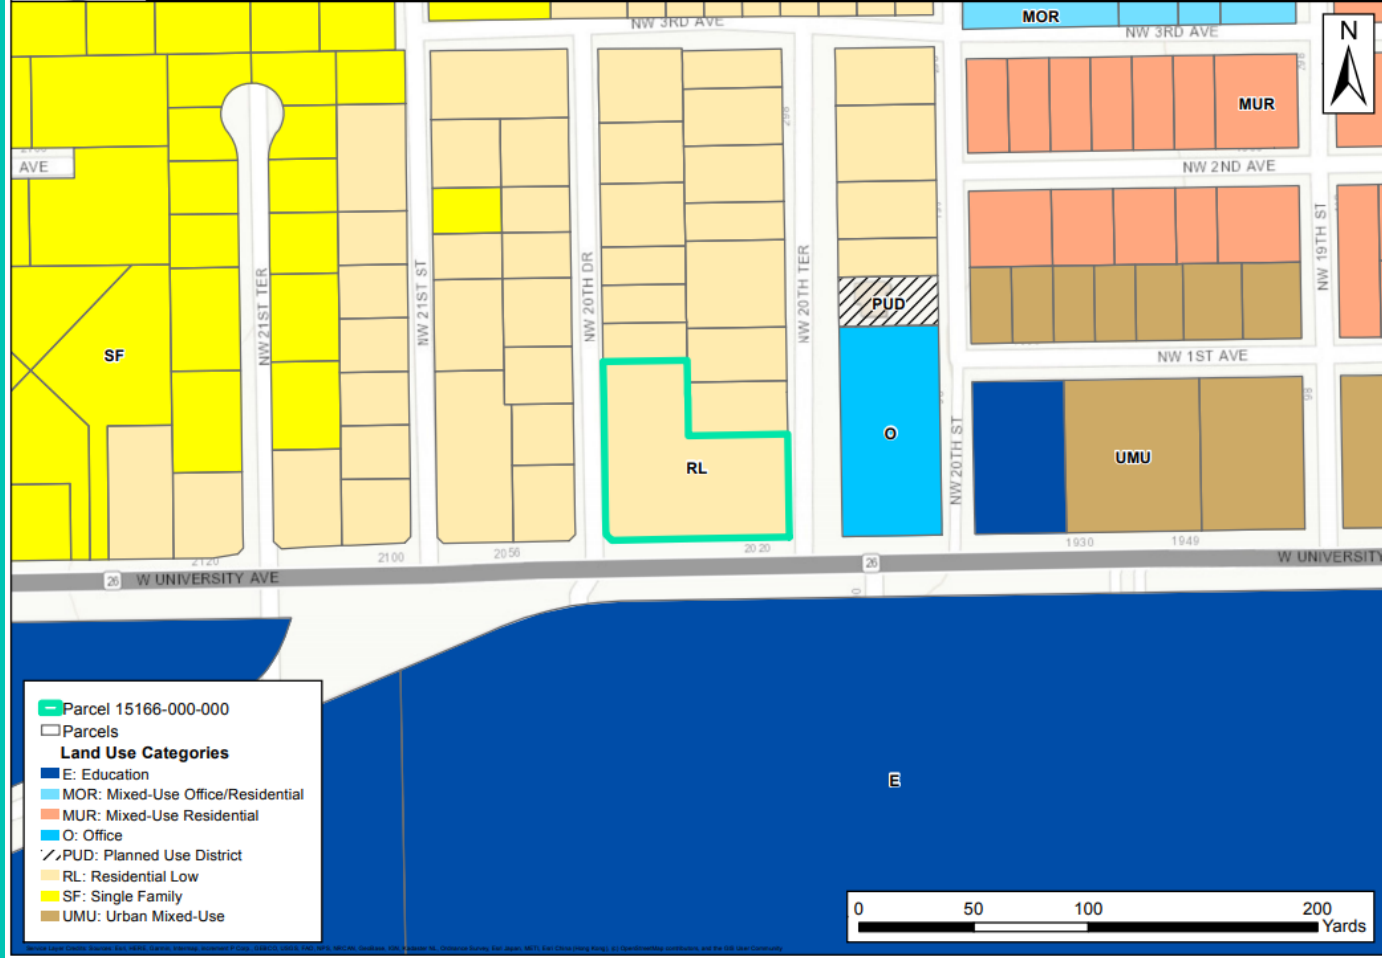 NW 3RD AVE
MOR
NW 3RD AVE
N
MUR
AVE
NW 2ND AVE
298
NW 21ST TER
NW 21ST ST
NW 20TH DR
NW 20TH TER
NW 19TH ST
PUD
SF
NW 1ST AVE
98
O
NW 20TH ST
RL
UMU
2120
2100
2056
2020
1930
1949
26
W UNIVERSITY AVE
26
W UNIVERSITY
E
Parcel 15166-000-000
Parcels
Land Use Categories
E: Education
MOR: Mixed-Use Office/Residential
MUR: Mixed-Use Residential
O: Office
PUD: Planned Use District
RL: Residential Low
SF: Single Family
UMU: Urban Mixed-Use
0 50 100 200
Yards